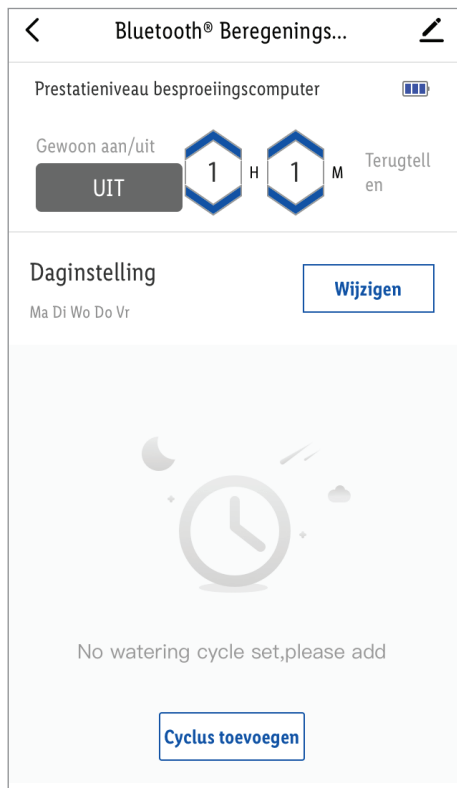 Bluetooth® Beregenings...
Prestatieniveau besproeiingscomputer
Gewoon aan/uit
UIT
1 H 1 M
Terugtell
en
Daginstelling
Ma Di Wo Do Vr
Wijzigen
No watering cycle set,please add
Cyclus toevoegen